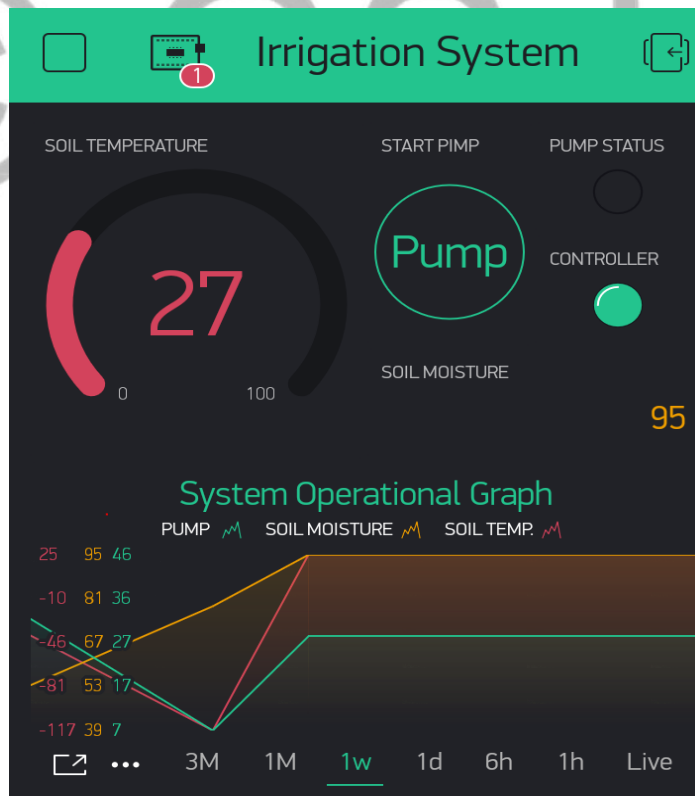 1 Irrigation System
SOIL TEMPERATURE START PIMP PUMP STATUS
Pump
27
CONTROLLER
0 100
SOIL MOISTURE
95
System Operational Graph
PUMP SOIL MOISTURE SOIL TEMP.
25 95 46
-10 81 36
-46 67 27
-81 53 17
-117 39 7
3M 1M 1w 1d 6h 1h Live